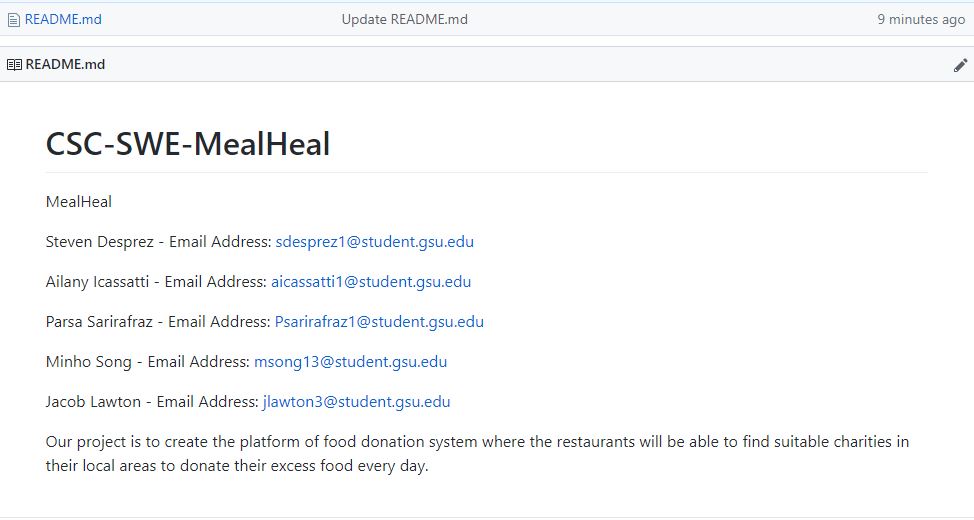 README.md Update README.md 9 minutes ago
README.md
CSC-SWE-MealHeal
MealHeal
Steven Desprez - Email Address: sdesprez1@student.gsu.edu
Ailany Icassatti - Email Address: aicassatti1@student.gsu.edu
Parsa Sarirafraz - Email Address: Psarirafraz1@student.gsu.edu
Minho Song - Email Address: msong13@student.gsu.edu
Jacob Lawton - Email Address: jlawton3@student.gsu.edu
Our project is to create the platform of food donation system where the restaurants will be able to find suitable charities in
their local areas to donate their excess food every day.